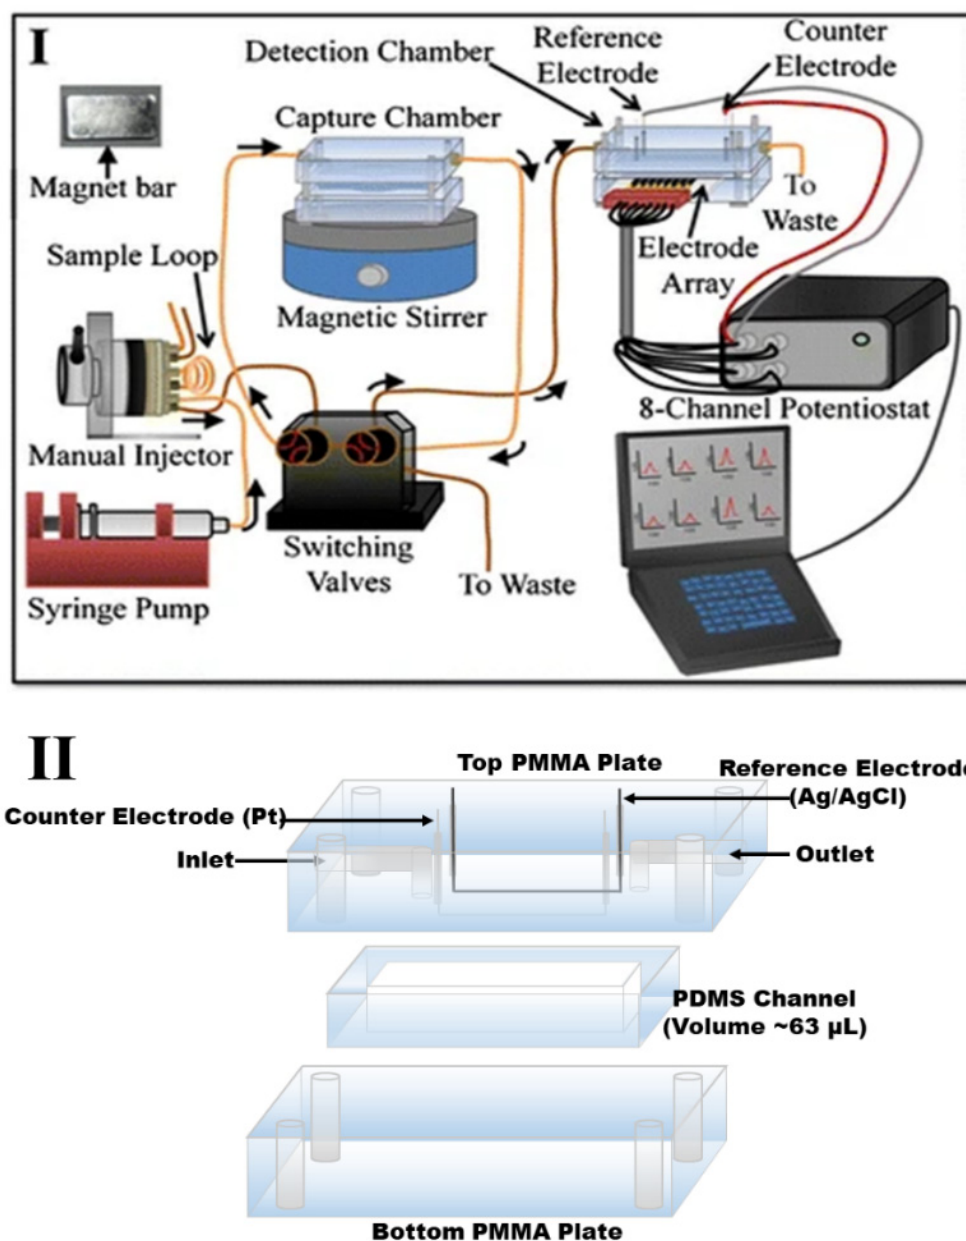 I
Detection Chamber
Reference
Electrode
Counter
Electrode
Capture Chamber
Magnet bar
To
Waste
Sample Loop
Electrode
Array
Magnetic Stirrer
8-Channel Potentiostat
Manual Injector
Switching
Valves
To Waste
Syringe Pump
II
Top PMMA Plate
Reference Electrode
(Ag/AgCl)
Counter Electrode (Pt)
Inlet
Outlet
PDMS Channel
(Volume ~63 µL)
Bottom PMMA Plate